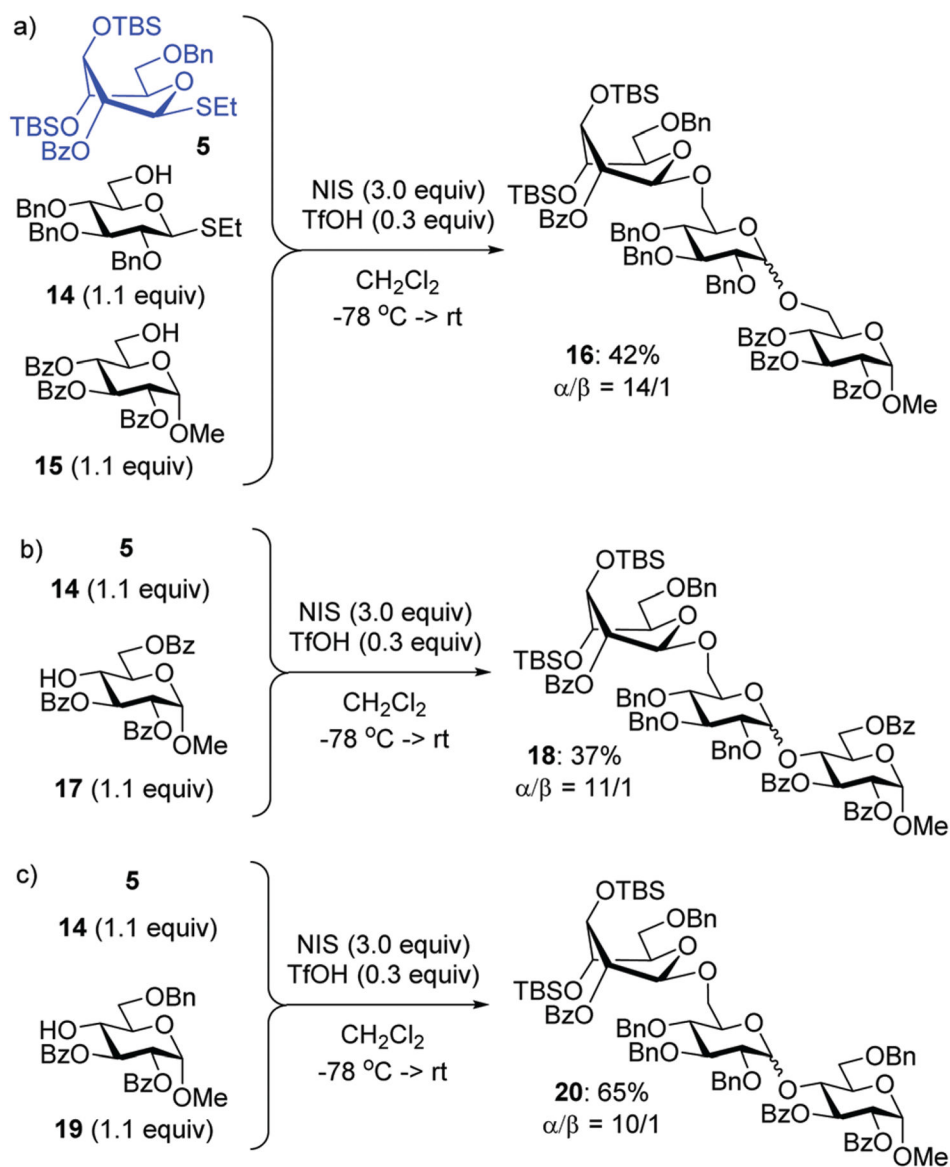 a)
OTBS
OBn
O
SEt
TBSO
BzO
5
OH
BnO
O
BnO
SEt
BnO
14 (1.1 equiv)
OH
BzO
O
BzO
BzO
OMe
15 (1.1 equiv)
NIS (3.0 equiv)
TfOH (0.3 equiv)
CH2Cl2
-78 °C -> rt
OTBS
OBn
O
O
TBSO
BzO
BnO
O
BnO
BnO
O
BzO
O
BzO
BzO
OMe
16: 42%
α/β = 14/1
b)
5
14 (1.1 equiv)
OBz
HO
O
BzO
BzO
OMe
17 (1.1 equiv)
NIS (3.0 equiv)
TfOH (0.3 equiv)
CH2Cl2
-78 °C -> rt
OTBS
OBn
O
O
TBSO
BzO
BnO
O
BnO
BnO
O
OBz
O
BzO
BzO
OMe
18: 37%
α/β = 11/1
c)
5
14 (1.1 equiv)
OBn
HO
O
BzO
BzO
OMe
19 (1.1 equiv)
NIS (3.0 equiv)
TfOH (0.3 equiv)
CH2Cl2
-78 °C -> rt
OTBS
OBn
O
O
TBSO
BzO
BnO
O
BnO
BnO
O
OBn
O
BzO
BzO
OMe
20: 65%
α/β = 10/1